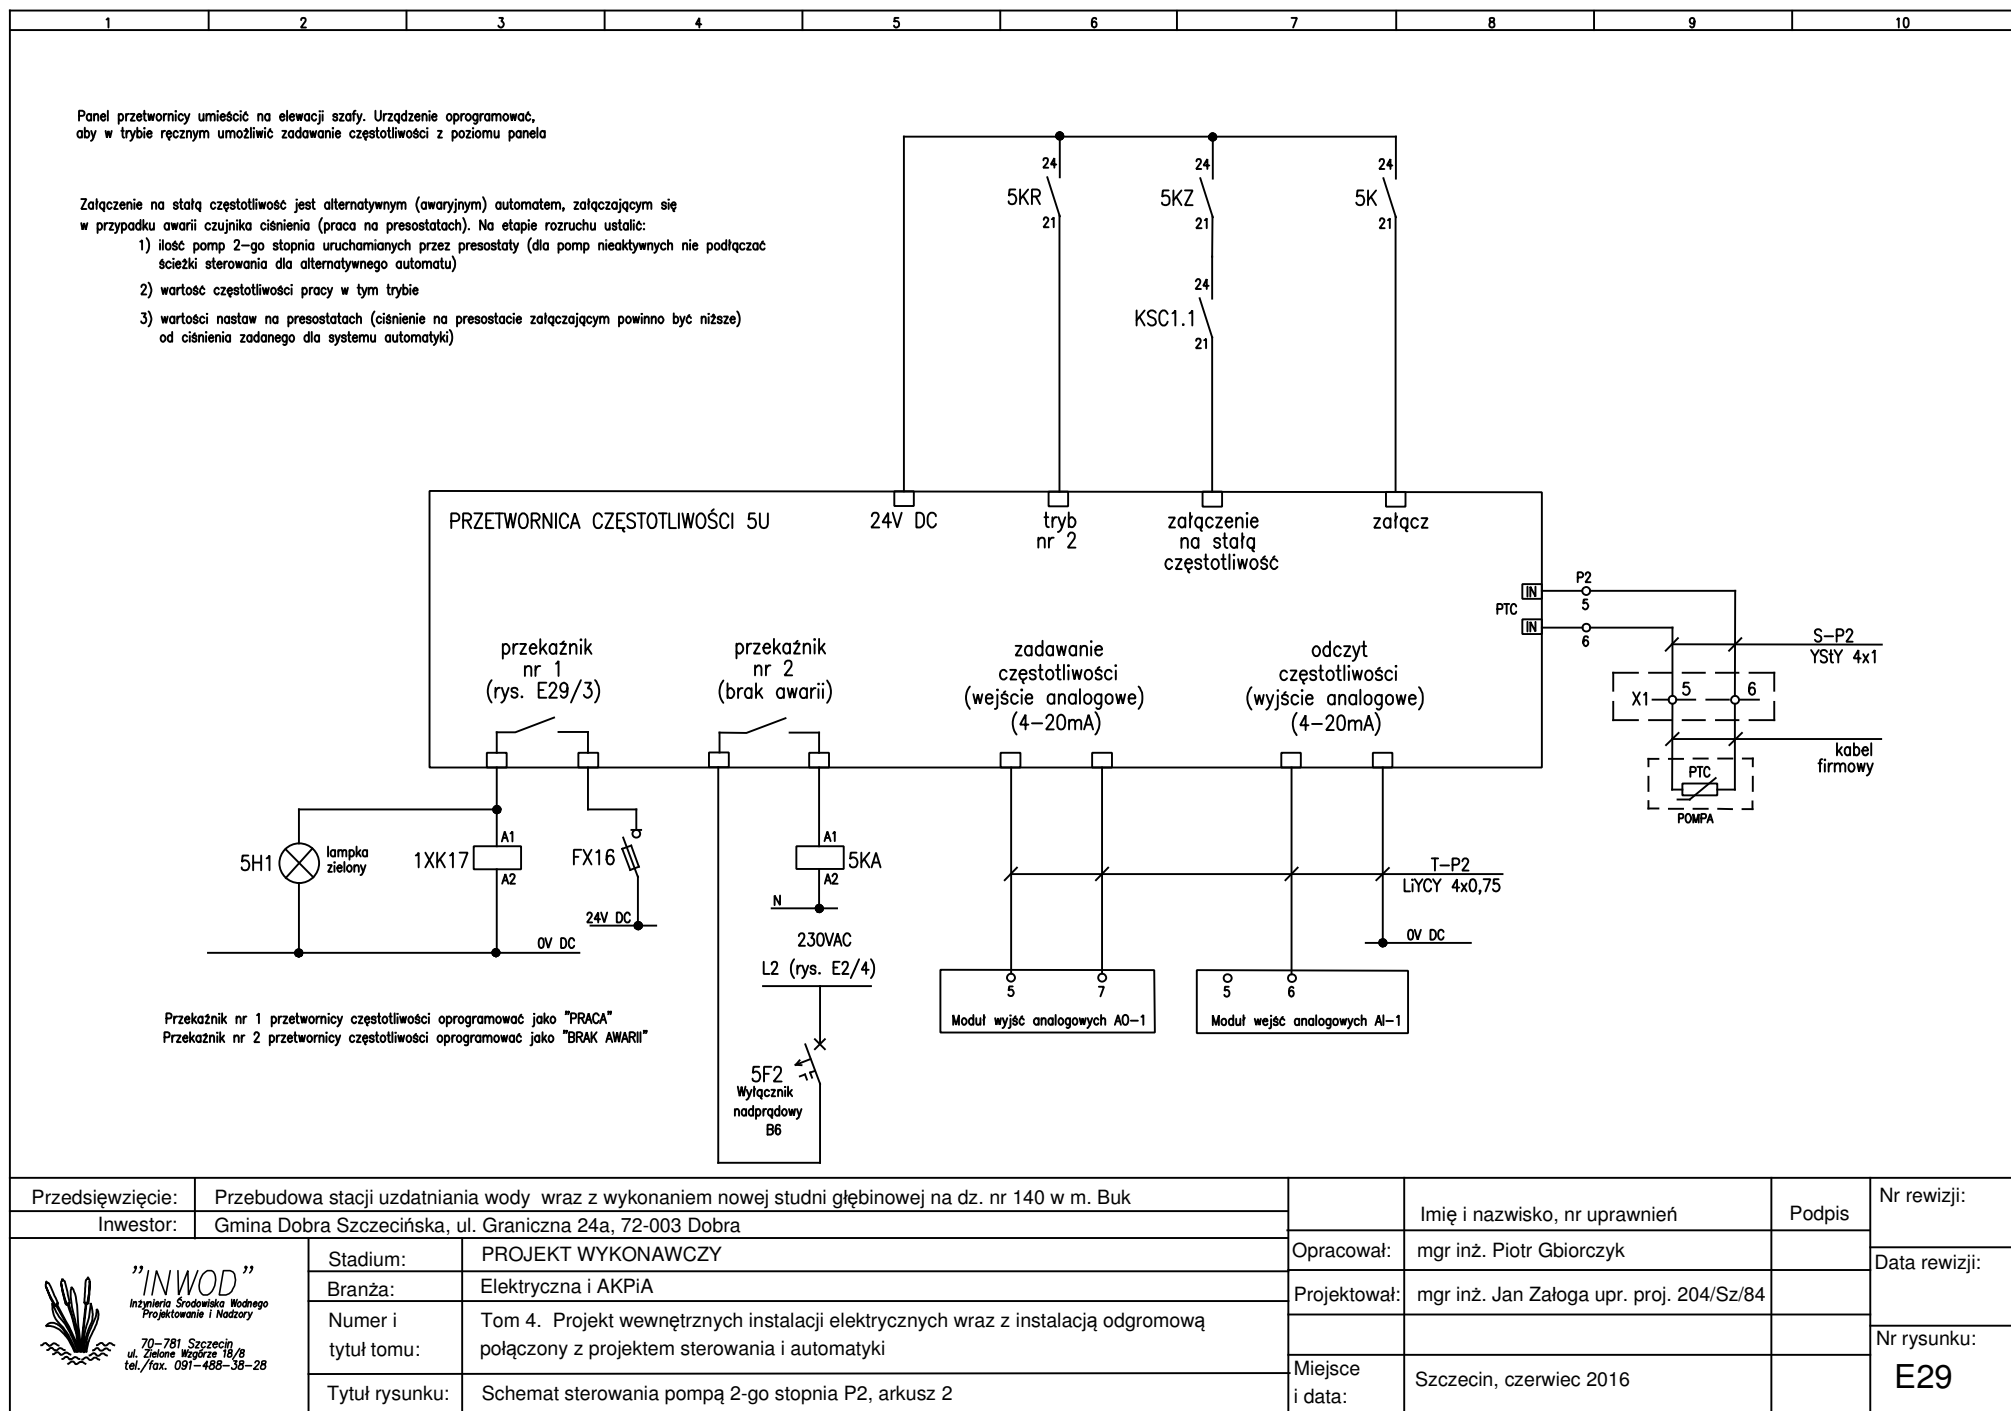 1 2 3 4 5 6 7 8 9 10
Panel przetwornicy umieścić na elewacji szafy. Urządzenie oprogramować,
aby w trybie ręcznym umożliwić zadawanie częstotliwości z poziomu panela
Załączenie na stałą częstotliwość jest alternatywnym (awaryjnym) automatem, załączającym się
w przypadku awarii czujnika ciśnienia (praca na presostatach). Na etapie rozruchu ustalić:
1) ilość pomp 2-go stopnia uruchamianych przez presostaty (dla pomp nieaktywnych nie podłączać
ścieżki sterowania dla alternatywnego automatu)
2) wartość częstotliwości pracy w tym trybie
3) wartości nastaw na presostatach (ciśnienie na presostacie załączającym powinno być niższe)
od ciśnienia zadanego dla systemu automatyki)
24 24 24
5KR 5KZ 5K
21 21 21
24
KSC1.1
21
PRZETWORNICA CZĘSTOTLIWOŚCI 5U
24V DC
tryb
nr 2
załączenie
na stałą
częstotliwość
załącz
PTC
IN
IN
P2
5
6
S-P2
YStY 4x1
X1
5
6
kabel
firmowy
PTC
POMPA
przekaźnik
nr 1
(rys. E29/3)
przekaźnik
nr 2
(brak awarii)
zadawanie
częstotliwości
(wejście analogowe)
(4-20mA)
odczyt
częstotliwości
(wyjście analogowe)
(4-20mA)
5H1
lampka
zielony
1XK17
A1
A2
FX16
24V DC
0V DC
A1
5KA
A2
N
230VAC
L2 (rys. E2/4)
5F2
Wyłącznik
nadprądowy
B6
T-P2
LiYCY 4x0,75
0V DC
5 7
Moduł wyjść analogowych AO-1
5 6
Moduł wejść analogowych AI-1
Przekaźnik nr 1 przetwornicy częstotliwości oprogramować jako "PRACA"
Przekaźnik nr 2 przetwornicy częstotliwości oprogramować jako "BRAK AWARII"
Przedsięwzięcie: Przebudowa stacji uzdatniania wody wraz z wykonaniem nowej studni głębinowej na dz. nr 140 w m. Buk
Inwestor: Gmina Dobra Szczecińska, ul. Graniczna 24a, 72-003 Dobra
"INWOD"
Inżynieria Środowiska Wodnego
Projektowanie i Nadzory
70-781 Szczecin
ul. Zielone Wzgórze 18/8
tel./fax. 091-488-38-28
Stadium: PROJEKT WYKONAWCZY
Branża: Elektryczna i AKPiA
Numer i
tytuł tomu:
Tom 4. Projekt wewnętrznych instalacji elektrycznych wraz z instalacją odgromową
połączony z projektem sterowania i automatyki
Tytuł rysunku: Schemat sterowania pompą 2-go stopnia P2, arkusz 2
Imię i nazwisko, nr uprawnień Podpis
Opracował: mgr inż. Piotr Gbiorczyk
Projektował: mgr inż. Jan Załoga upr. proj. 204/Sz/84
Miejsce
i data:
Szczecin, czerwiec 2016
Nr rewizji:
Data rewizji:
Nr rysunku:
E29